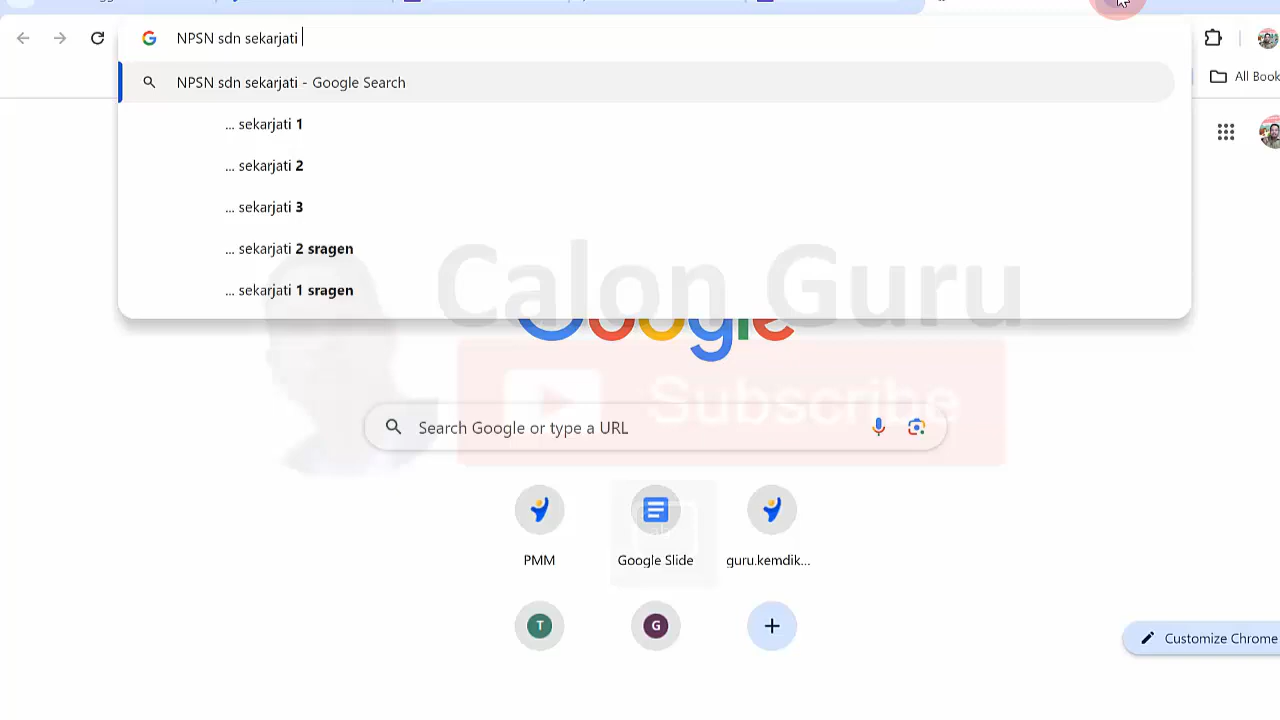 NPSN sdn sekarjati
NPSN sdn sekarjati - Google Search
... sekarjati 1
... sekarjati 2
... sekarjati 3
... sekarjati 2 sragen
... sekarjati 1 sragen
All Book
Calon Guru
Google
Subscribe
Search Google or type a URL
PMM
Google Slide
guru.kemdik...
T
G
Customize Chrome